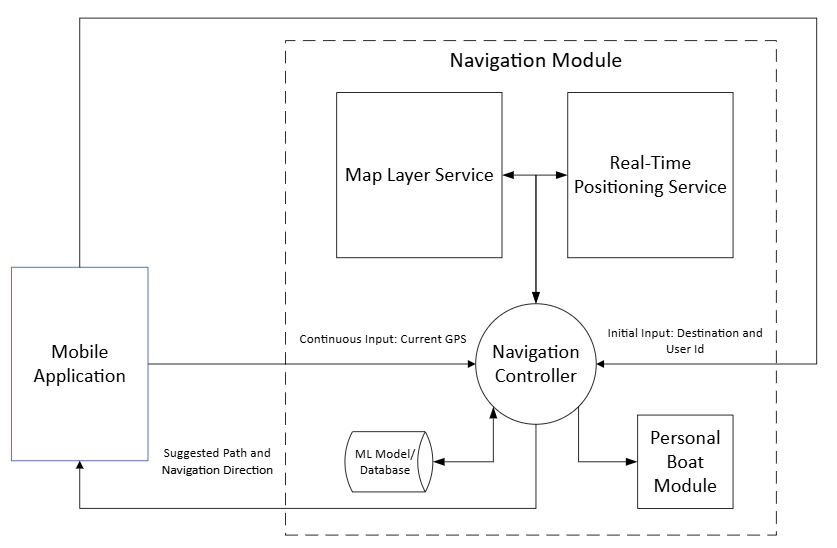 Navigation Module
Map Layer Service
Real-Time
Positioning Service
Mobile
Application
Continuous Input: Current GPS
Navigation
Controller
Initial Input: Destination and
User Id
Suggested Path and
Navigation Direction
ML Model/
Database
Personal
Boat
Module